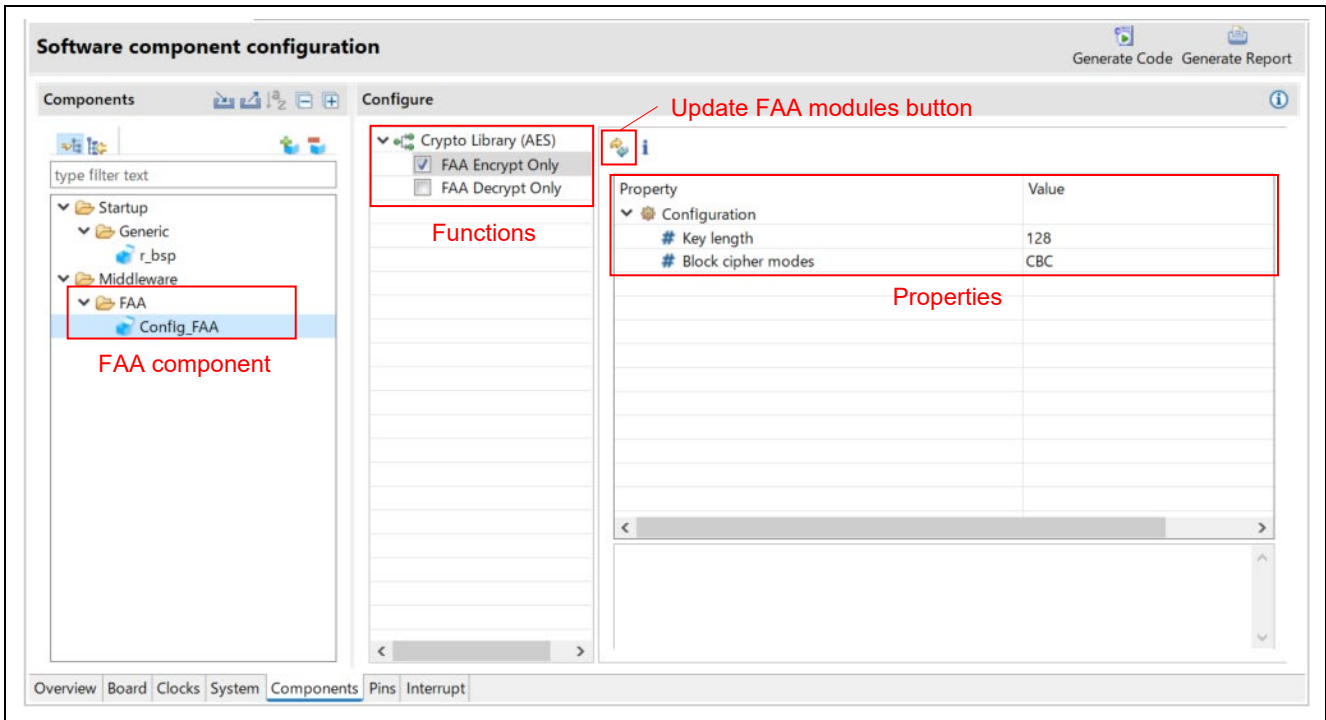 Software component configuration
Generate Code Generate Report
Components
Configure
Update FAA modules button
type filter text
Startup
Generic
r_bsp
Middleware
FAA
Config_FAA
FAA component
Crypto Library (AES)
FAA Encrypt Only
FAA Decrypt Only
Functions
Property Value
Configuration
Key length 128
Block cipher modes CBC
Properties
Overview Board Clocks System Components Pins Interrupt